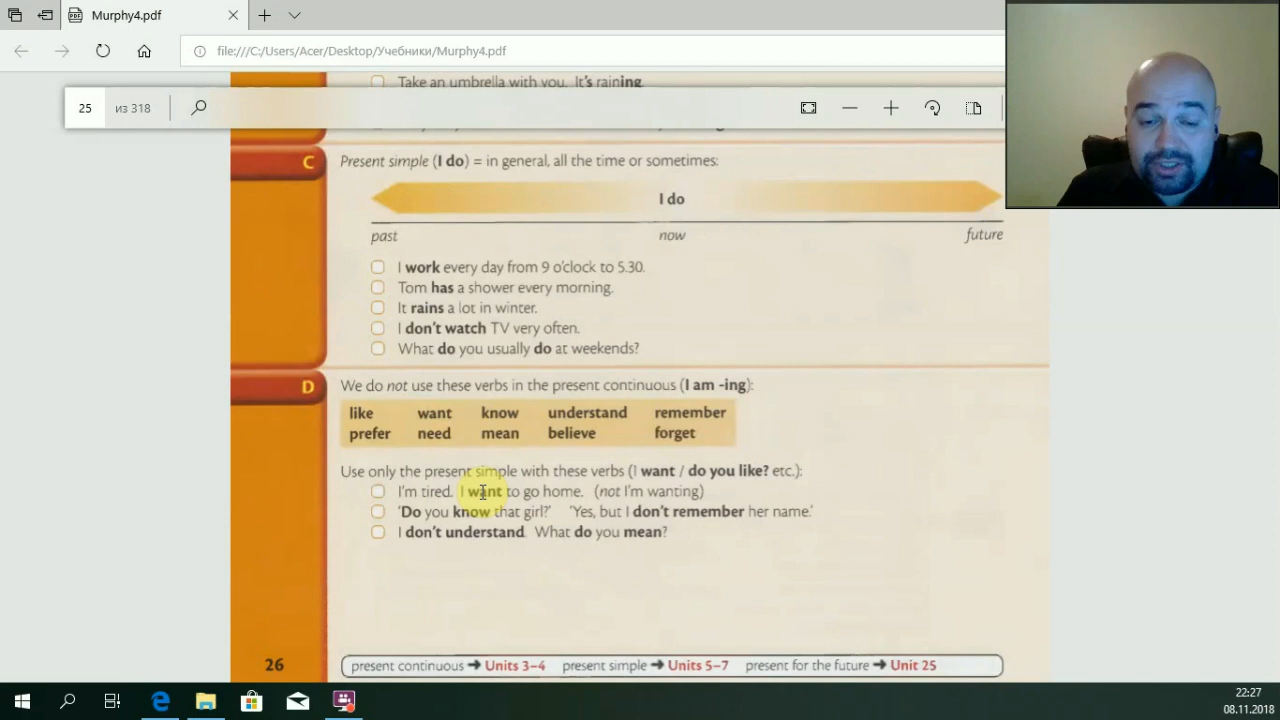 Murphy4.pdf
file:///C:/Users/Acer/Desktop/Учебники/Murphy4.pdf
Take an umbrella with you. It's raining.
25 из 318
C
Present simple (I do) = in general, all the time or sometimes:
I do
past now future
I work every day from 9 o'clock to 5.30.
Tom has a shower every morning.
It rains a lot in winter.
I don't watch TV very often.
What do you usually do at weekends?
D
We do not use these verbs in the present continuous (I am -ing):
like want know understand remember
prefer need mean believe forget
Use only the present simple with these verbs (I want / do you like? etc.):
I'm tired. I want to go home. (not I'm wanting)
'Do you know that girl?' 'Yes, but I don't remember her name.'
I don't understand. What do you mean?
26
present continuous → Units 3–4 present simple → Units 5–7 present for the future → Unit 25
22:27
08.11.2018